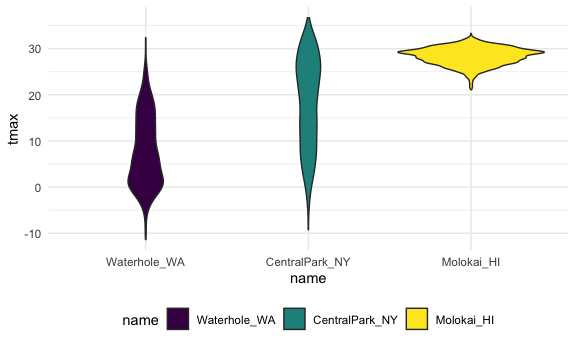 tmax
30
20
10
0
-10
Waterhole_WA CentralPark_NY Molokai_HI
name
name Waterhole_WA CentralPark_NY Molokai_HI